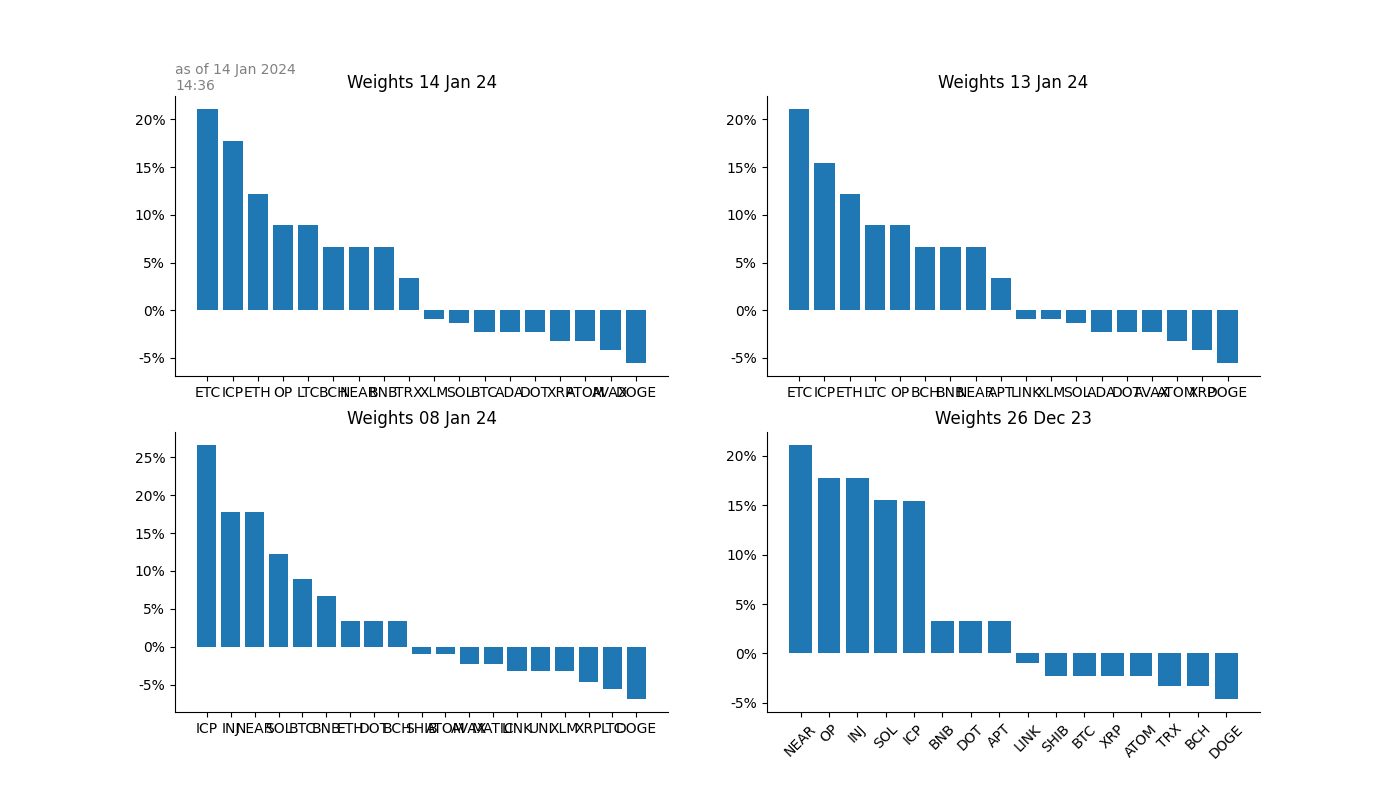 as of 14 Jan 2024
14:36
Weights 14 Jan 24
20%
15%
10%
5%
0%
-5%
ETC ICP ETH OP LTC BCH NEAR BNB TRX XLM SOL BTC ADA DOT XRP ATOM AVAX DOGE
Weights 13 Jan 24
20%
15%
10%
5%
0%
-5%
ETC ICP ETH LTC OP BCH BNB NEAR APT LINK XLM SOL ADA DOT AVAX ATOM XRP DOGE
Weights 08 Jan 24
25%
20%
15%
10%
5%
0%
-5%
ICP INJ NEAR SOL BTC BNB ETH DOT BCH SHIB ATOM AVAX MATIC LINK UNI XLM XRP LTC DOGE
Weights 26 Dec 23
20%
15%
10%
5%
0%
-5%
NEAR OP INJ SOL ICP BNB DOT APT LINK SHIB BTC XRP ATOM TRX BCH DOGE